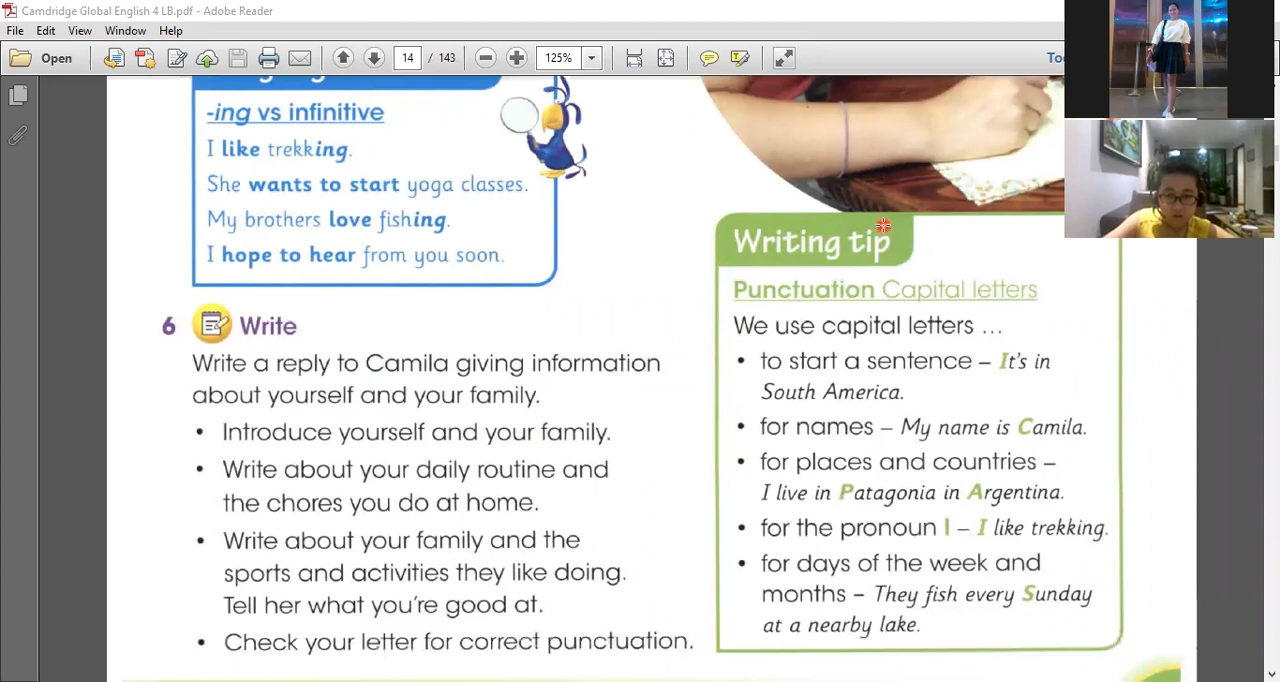 Camdridge Global English 4 LB.pdf - Adobe Reader
File Edit View Window Help
Open 14 / 143 125%
-ing vs infinitive
I like trekking.
She wants to start yoga classes.
My brothers love fishing.
I hope to hear from you soon.
6 Write
Write a reply to Camila giving information
about yourself and your family.
• Introduce yourself and your family.
• Write about your daily routine and
the chores you do at home.
• Write about your family and the
sports and activities they like doing.
Tell her what you're good at.
• Check your letter for correct punctuation.
Writing tip
Punctuation Capital letters
We use capital letters ...
• to start a sentence – It's in
South America.
• for names – My name is Camila.
• for places and countries –
I live in Patagonia in Argentina.
• for the pronoun I – I like trekking.
• for days of the week and
months – They fish every Sunday
at a nearby lake.